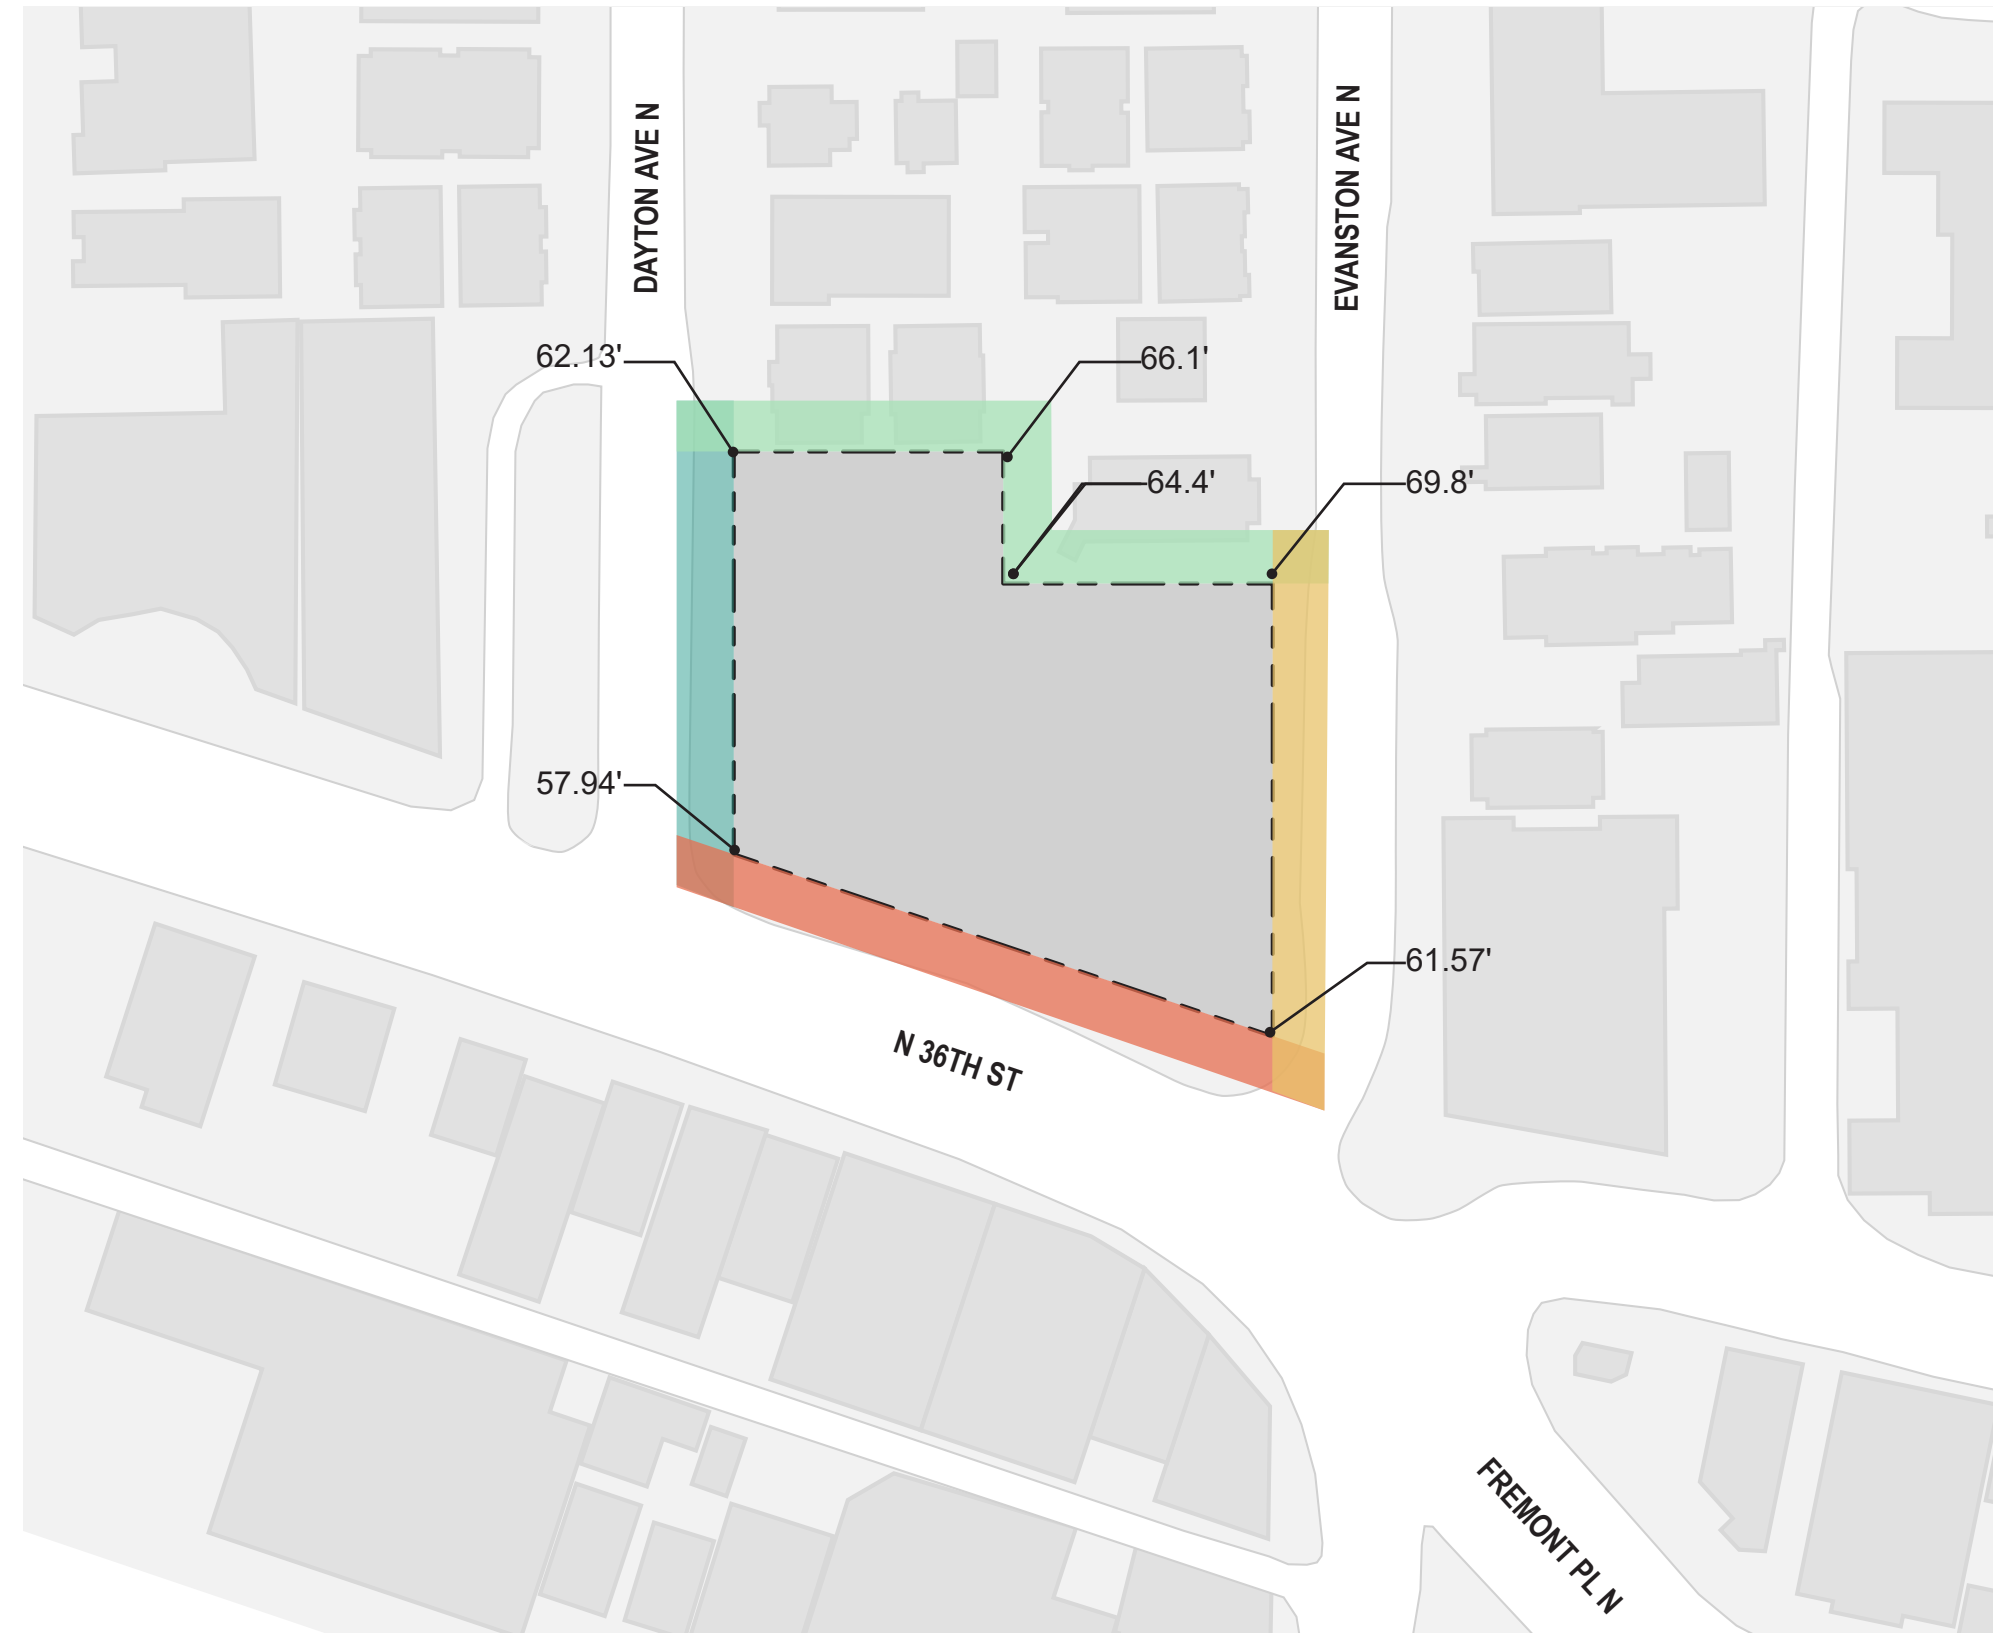 DAYTON AVE N
EVANSTON AVE N
62.13'
66.1'
64.4'
69.8'
57.94'
61.57'
N 36TH ST
FREMONT PL N